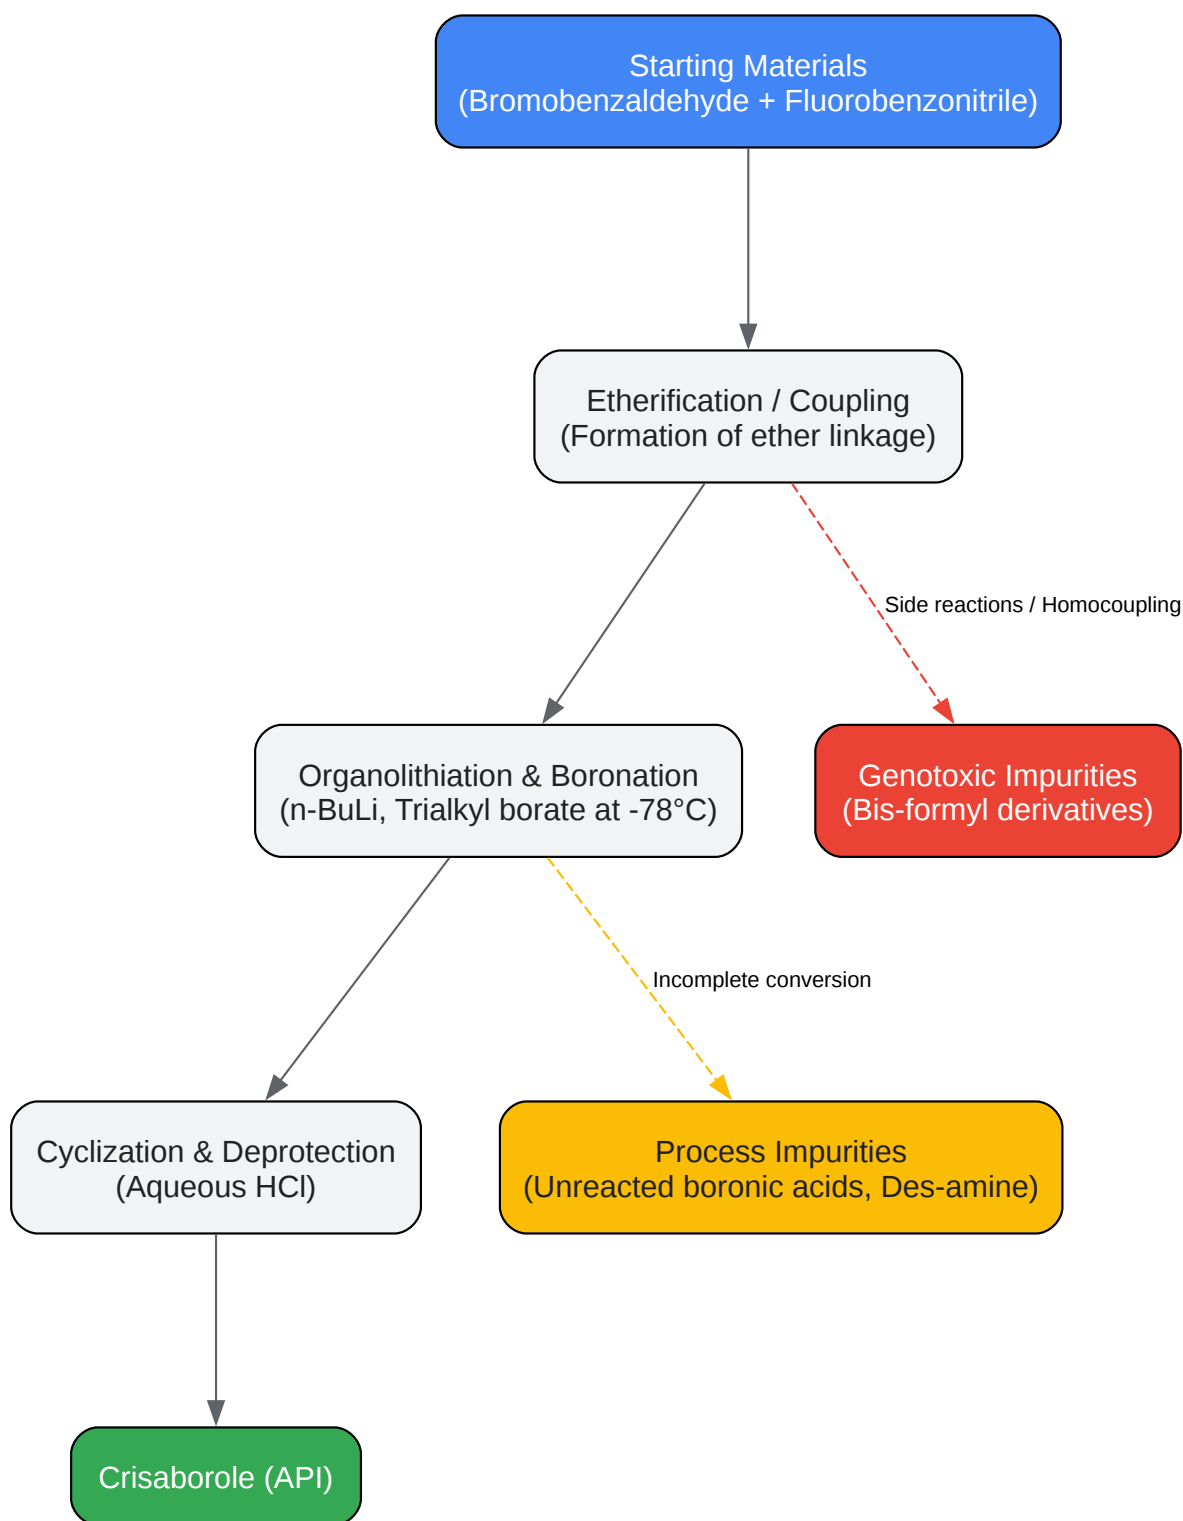 Starting Materials
(Bromobenzaldehyde + Fluorobenzonitrile)
Etherification / Coupling
(Formation of ether linkage)
Side reactions / Homocoupling
Organolithiation & Boronation
(n-BuLi, Trialkyl borate at -78°C)
Genotoxic Impurities
(Bis-formyl derivatives)
Incomplete conversion
Cyclization & Deprotection
(Aqueous HCl)
Process Impurities
(Unreacted boronic acids, Des-amine)
Crisaborole (API)